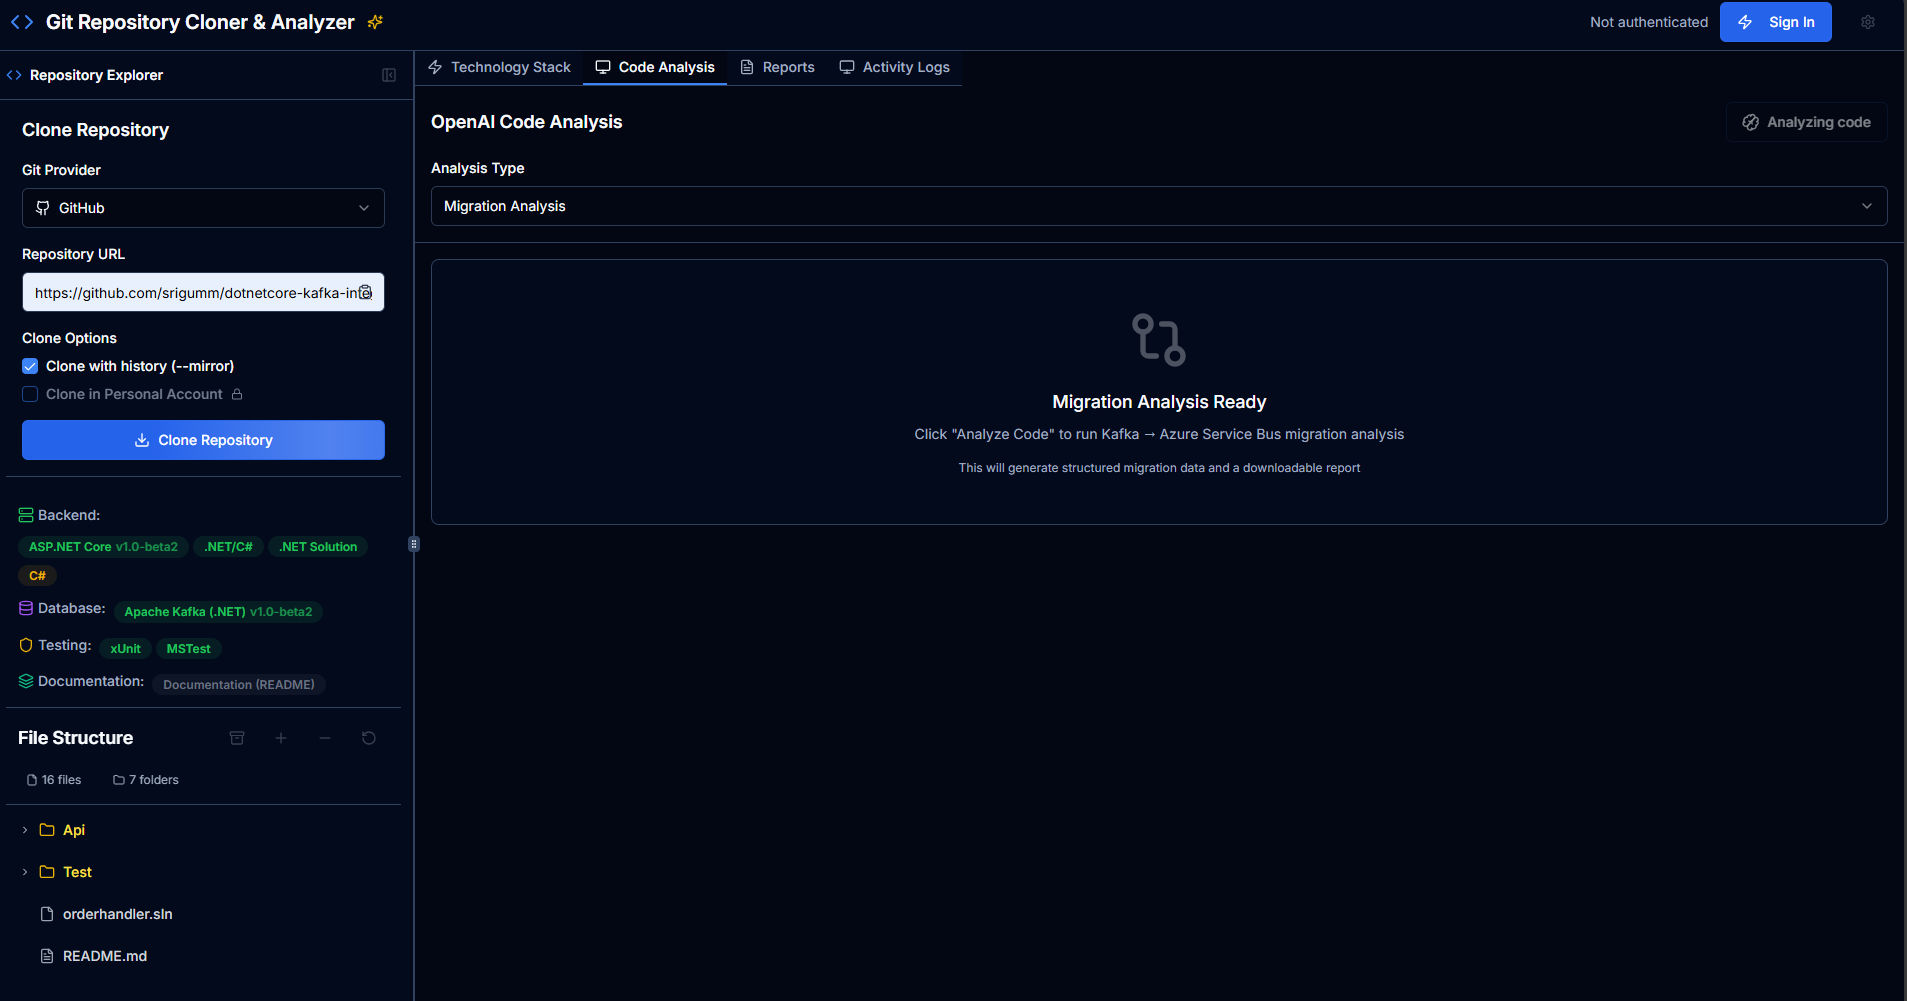 Git Repository Cloner & Analyzer
Not authenticated
Sign In
Repository Explorer
Clone Repository
Git Provider
GitHub
Repository URL
https://github.com/srigumm/dotnetcore-kafka-inte
Clone Options
Clone with history (--mirror)
Clone in Personal Account
Clone Repository
Backend:
ASP.NET Core v1.0-beta2
.NET/C#
.NET Solution
C#
Database:
Apache Kafka (.NET) v1.0-beta2
Testing:
xUnit
MSTest
Documentation:
Documentation (README)
File Structure
16 files
7 folders
Api
Test
orderhandler.sln
README.md
Technology Stack
Code Analysis
Reports
Activity Logs
OpenAI Code Analysis
Analyzing code
Analysis Type
Migration Analysis
Migration Analysis Ready
Click "Analyze Code" to run Kafka → Azure Service Bus migration analysis
This will generate structured migration data and a downloadable report